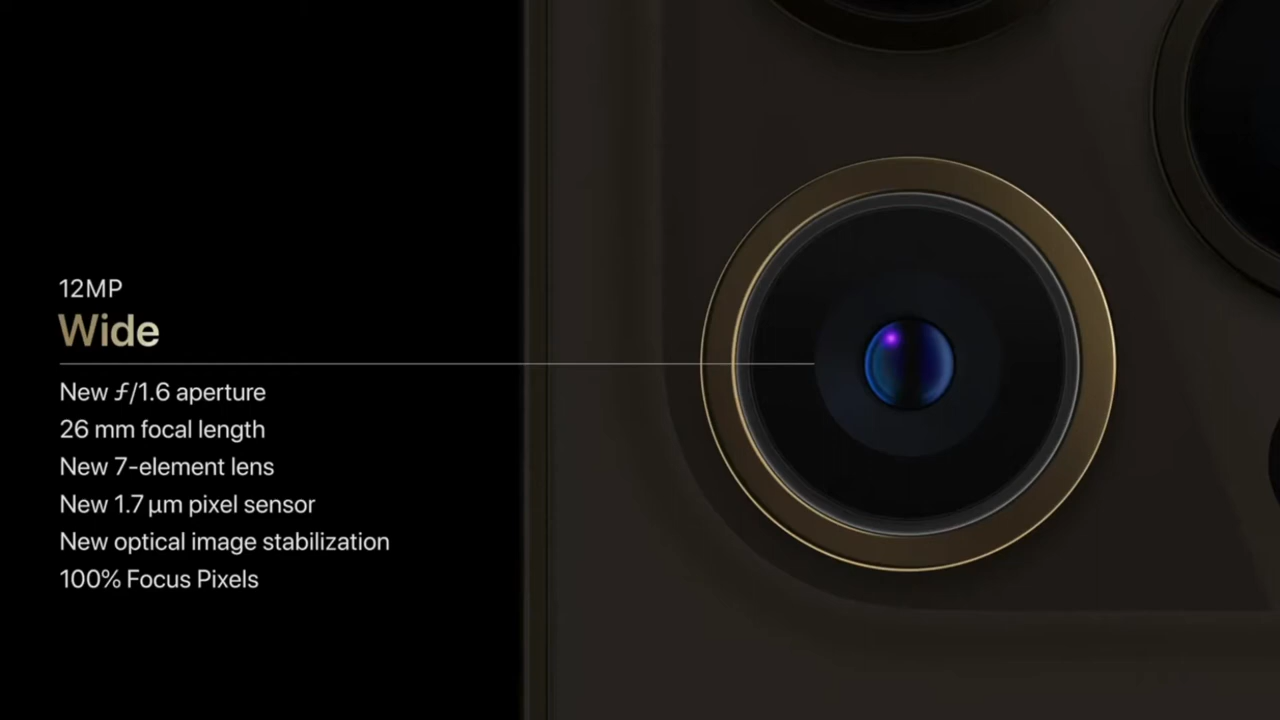 12MP
Wide
New ƒ/1.6 aperture
26 mm focal length
New 7-element lens
New 1.7 µm pixel sensor
New optical image stabilization
100% Focus Pixels